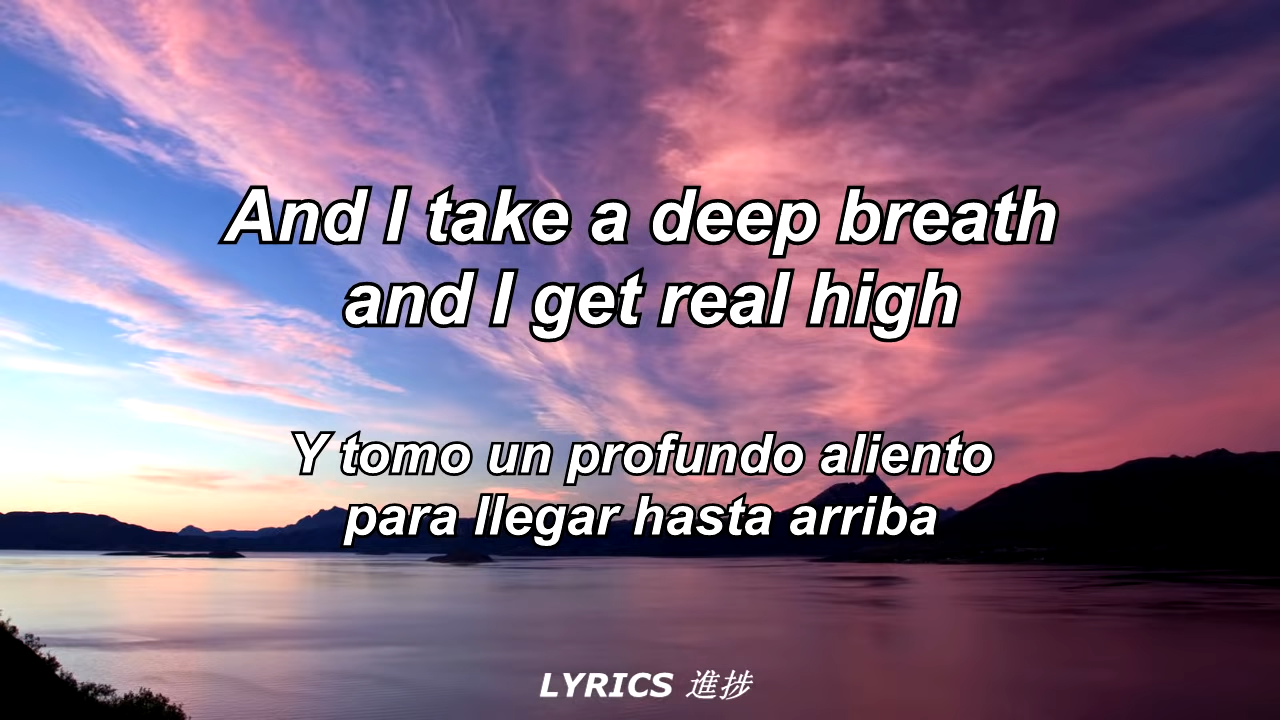 And I take a deep breath
and I get real high
Y tomo un profundo aliento
para llegar hasta arriba
LYRICS 進捗